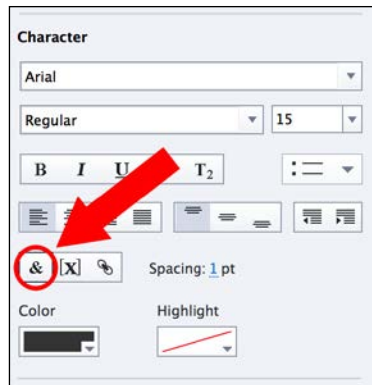 Character
Arial
Regular 15
B I U T2
& [X]
Spacing: 1 pt
Color Highlight